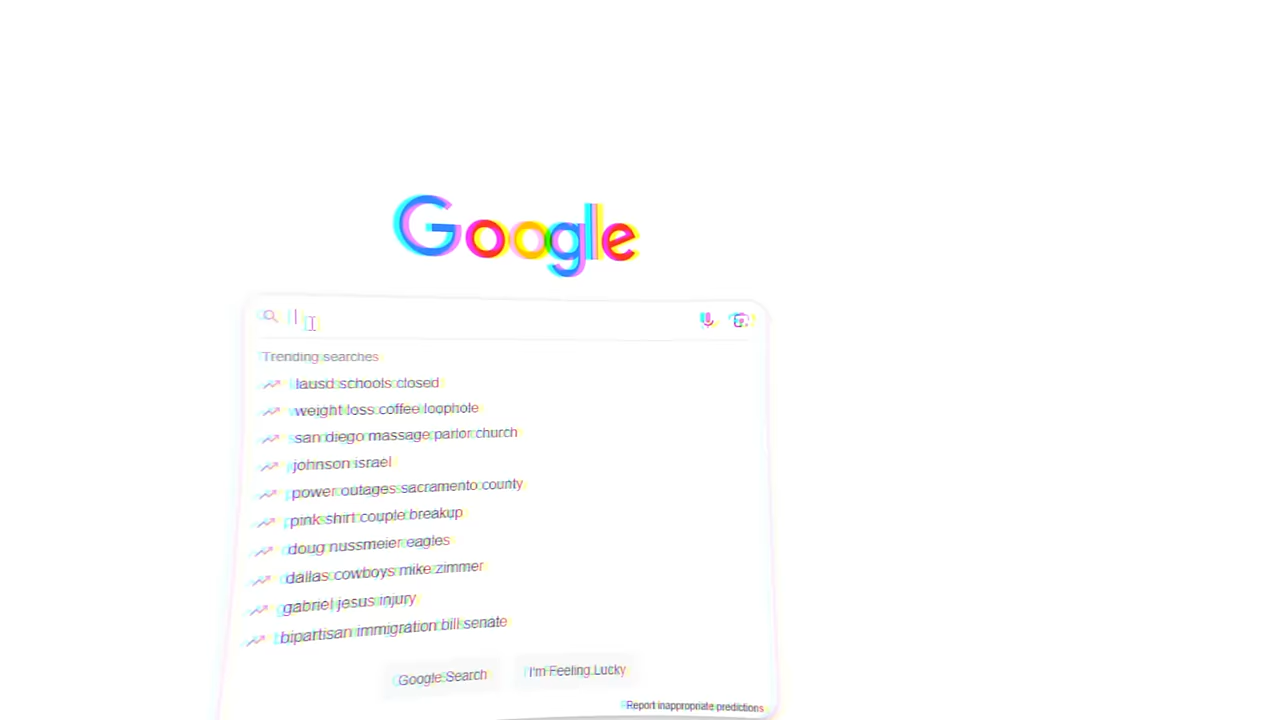 Google
Trending searches
lausd schools closed
weight loss coffee loophole
san diego massage parlor church
johnson israel
power outages sacramento county
pink shirt couple breakup
doug nussmeier eagles
dallas cowboys mike zimmer
gabriel jesus injury
bipartisan immigration bill senate
Google Search
I'm Feeling Lucky
Report inappropriate predictions